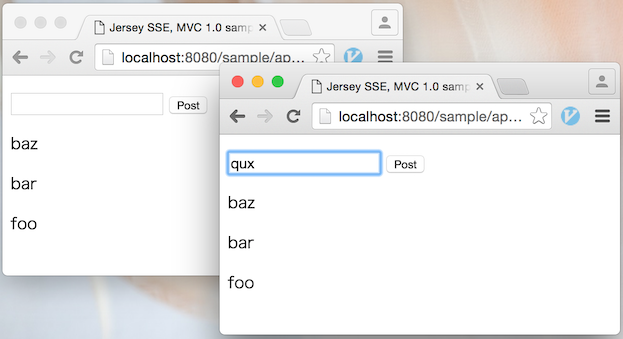 Jersey SSE, MVC 1.0 samp
localhost:8080/sample/ap...
Post
baz
bar
foo
Jersey SSE, MVC 1.0 samp
localhost:8080/sample/ap...
qux
Post
baz
bar
foo